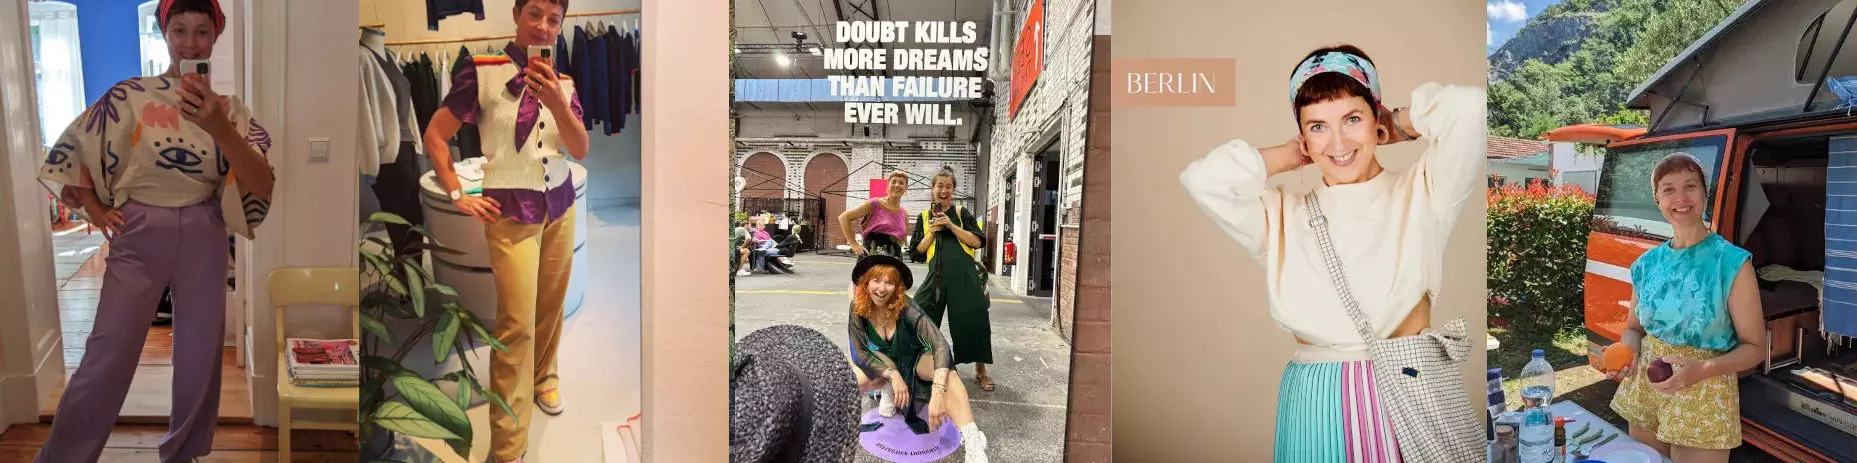 DOUBT KILLS
MORE DREAMS
THAN FAILURE
EVER WILL.
BERLIN